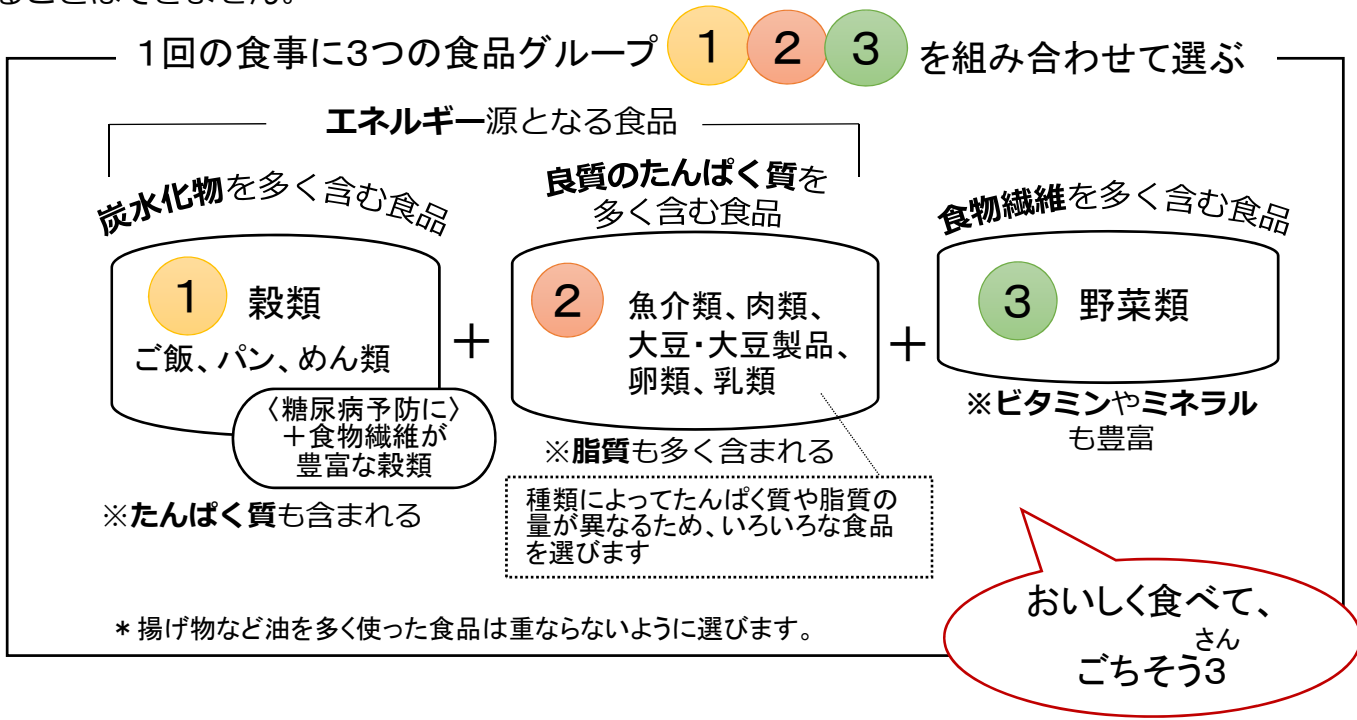 ることはできません。
1回の食事に3つの食品グループ 1 2 3 を組み合わせて選ぶ
エネルギー源となる食品
炭水化物を多く含む食品
1 穀類
ご飯、パン、めん類
〈糖尿病予防に〉
+食物繊維が
豊富な穀類
※たんぱく質も含まれる
+
良質のたんぱく質を
多く含む食品
2 魚介類、肉類、
大豆・大豆製品、
卵類、乳類
※脂質も多く含まれる
種類によってたんぱく質や脂質の
量が異なるため、いろいろな食品
を選びます
+
食物繊維を多く含む食品
3 野菜類
※ビタミンやミネラル
も豊富
*揚げ物など油を多く使った食品は重ならないように選びます。
おいしく食べて、
さん
ごちそう3